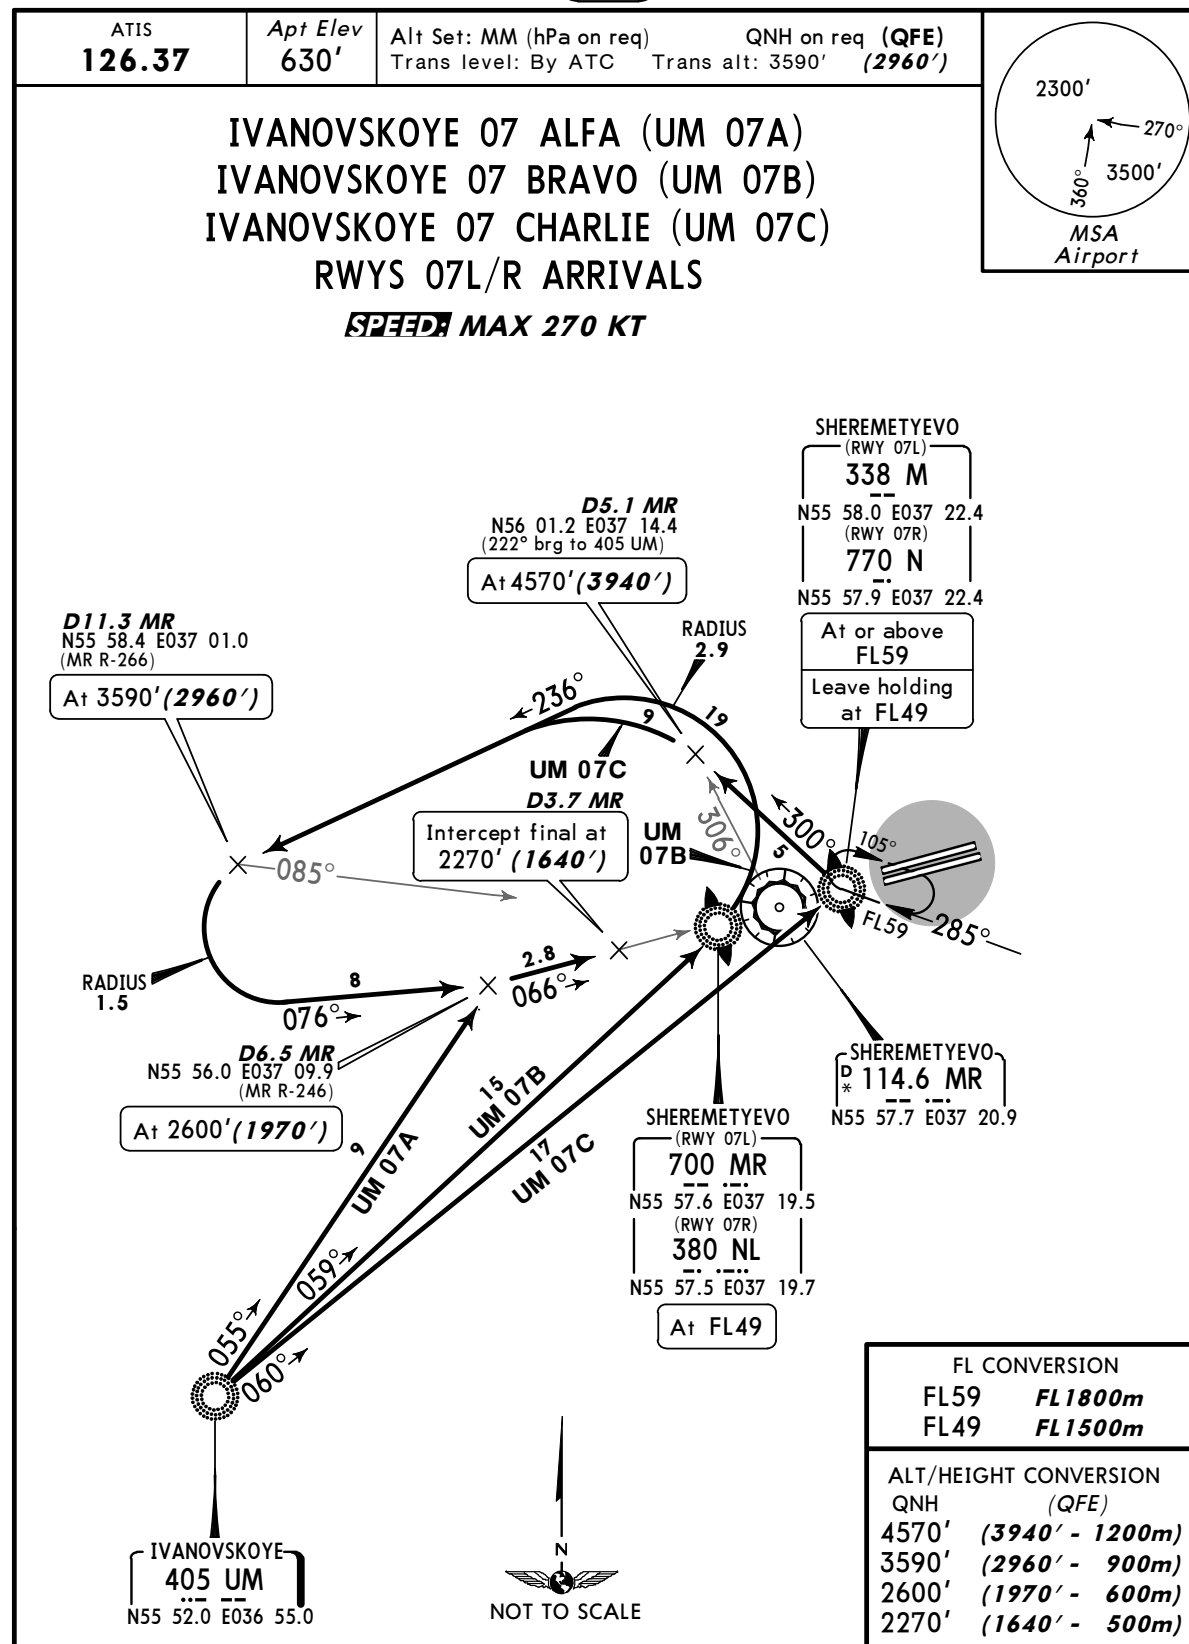 ATIS
126.37
Apt Elev
630'
Alt Set: MM (hPa on req) QNH on req (QFE)
Trans level: By ATC Trans alt: 3590' (2960')
2300'
270°
3500'
360°
MSA
Airport
IVANOVSKOYE 07 ALFA (UM 07A)
IVANOVSKOYE 07 BRAVO (UM 07B)
IVANOVSKOYE 07 CHARLIE (UM 07C)
RWYS 07L/R ARRIVALS
SPEED: MAX 270 KT
SHEREMETYEVO
(RWY 07L)
338 M
N55 58.0 E037 22.4
(RWY 07R)
770 N
N55 57.9 E037 22.4
At or above
FL59
Leave holding
at FL49
D5.1 MR
N56 01.2 E037 14.4
(222° brg to 405 UM)
At 4570' (3940')
D11.3 MR
N55 58.4 E037 01.0
(MR R-266)
At 3590' (2960')
RADIUS
2.9
236°
9
19
UM 07C
D3.7 MR
Intercept final at
2270' (1640')
UM
07B
306°
300°
5
105°
FL59
285°
085°
RADIUS
1.5
8
076°
2.8
066°
D6.5 MR
N55 56.0 E037 09.9
(MR R-246)
At 2600' (1970')
SHEREMETYEVO
D
* 114.6 MR
N55 57.7 E037 20.9
9
UM 07A
15
UM 07B
17
UM 07C
SHEREMETYEVO
(RWY 07L)
700 MR
N55 57.6 E037 19.5
(RWY 07R)
380 NL
N55 57.5 E037 19.7
At FL49
055°
059°
060°
IVANOVSKOYE
405 UM
N55 52.0 E036 55.0
N
NOT TO SCALE
FL CONVERSION
FL59 FL1800m
FL49 FL1500m
ALT/HEIGHT CONVERSION
QNH (QFE)
4570' (3940' - 1200m)
3590' (2960' - 900m)
2600' (1970' - 600m)
2270' (1640' - 500m)